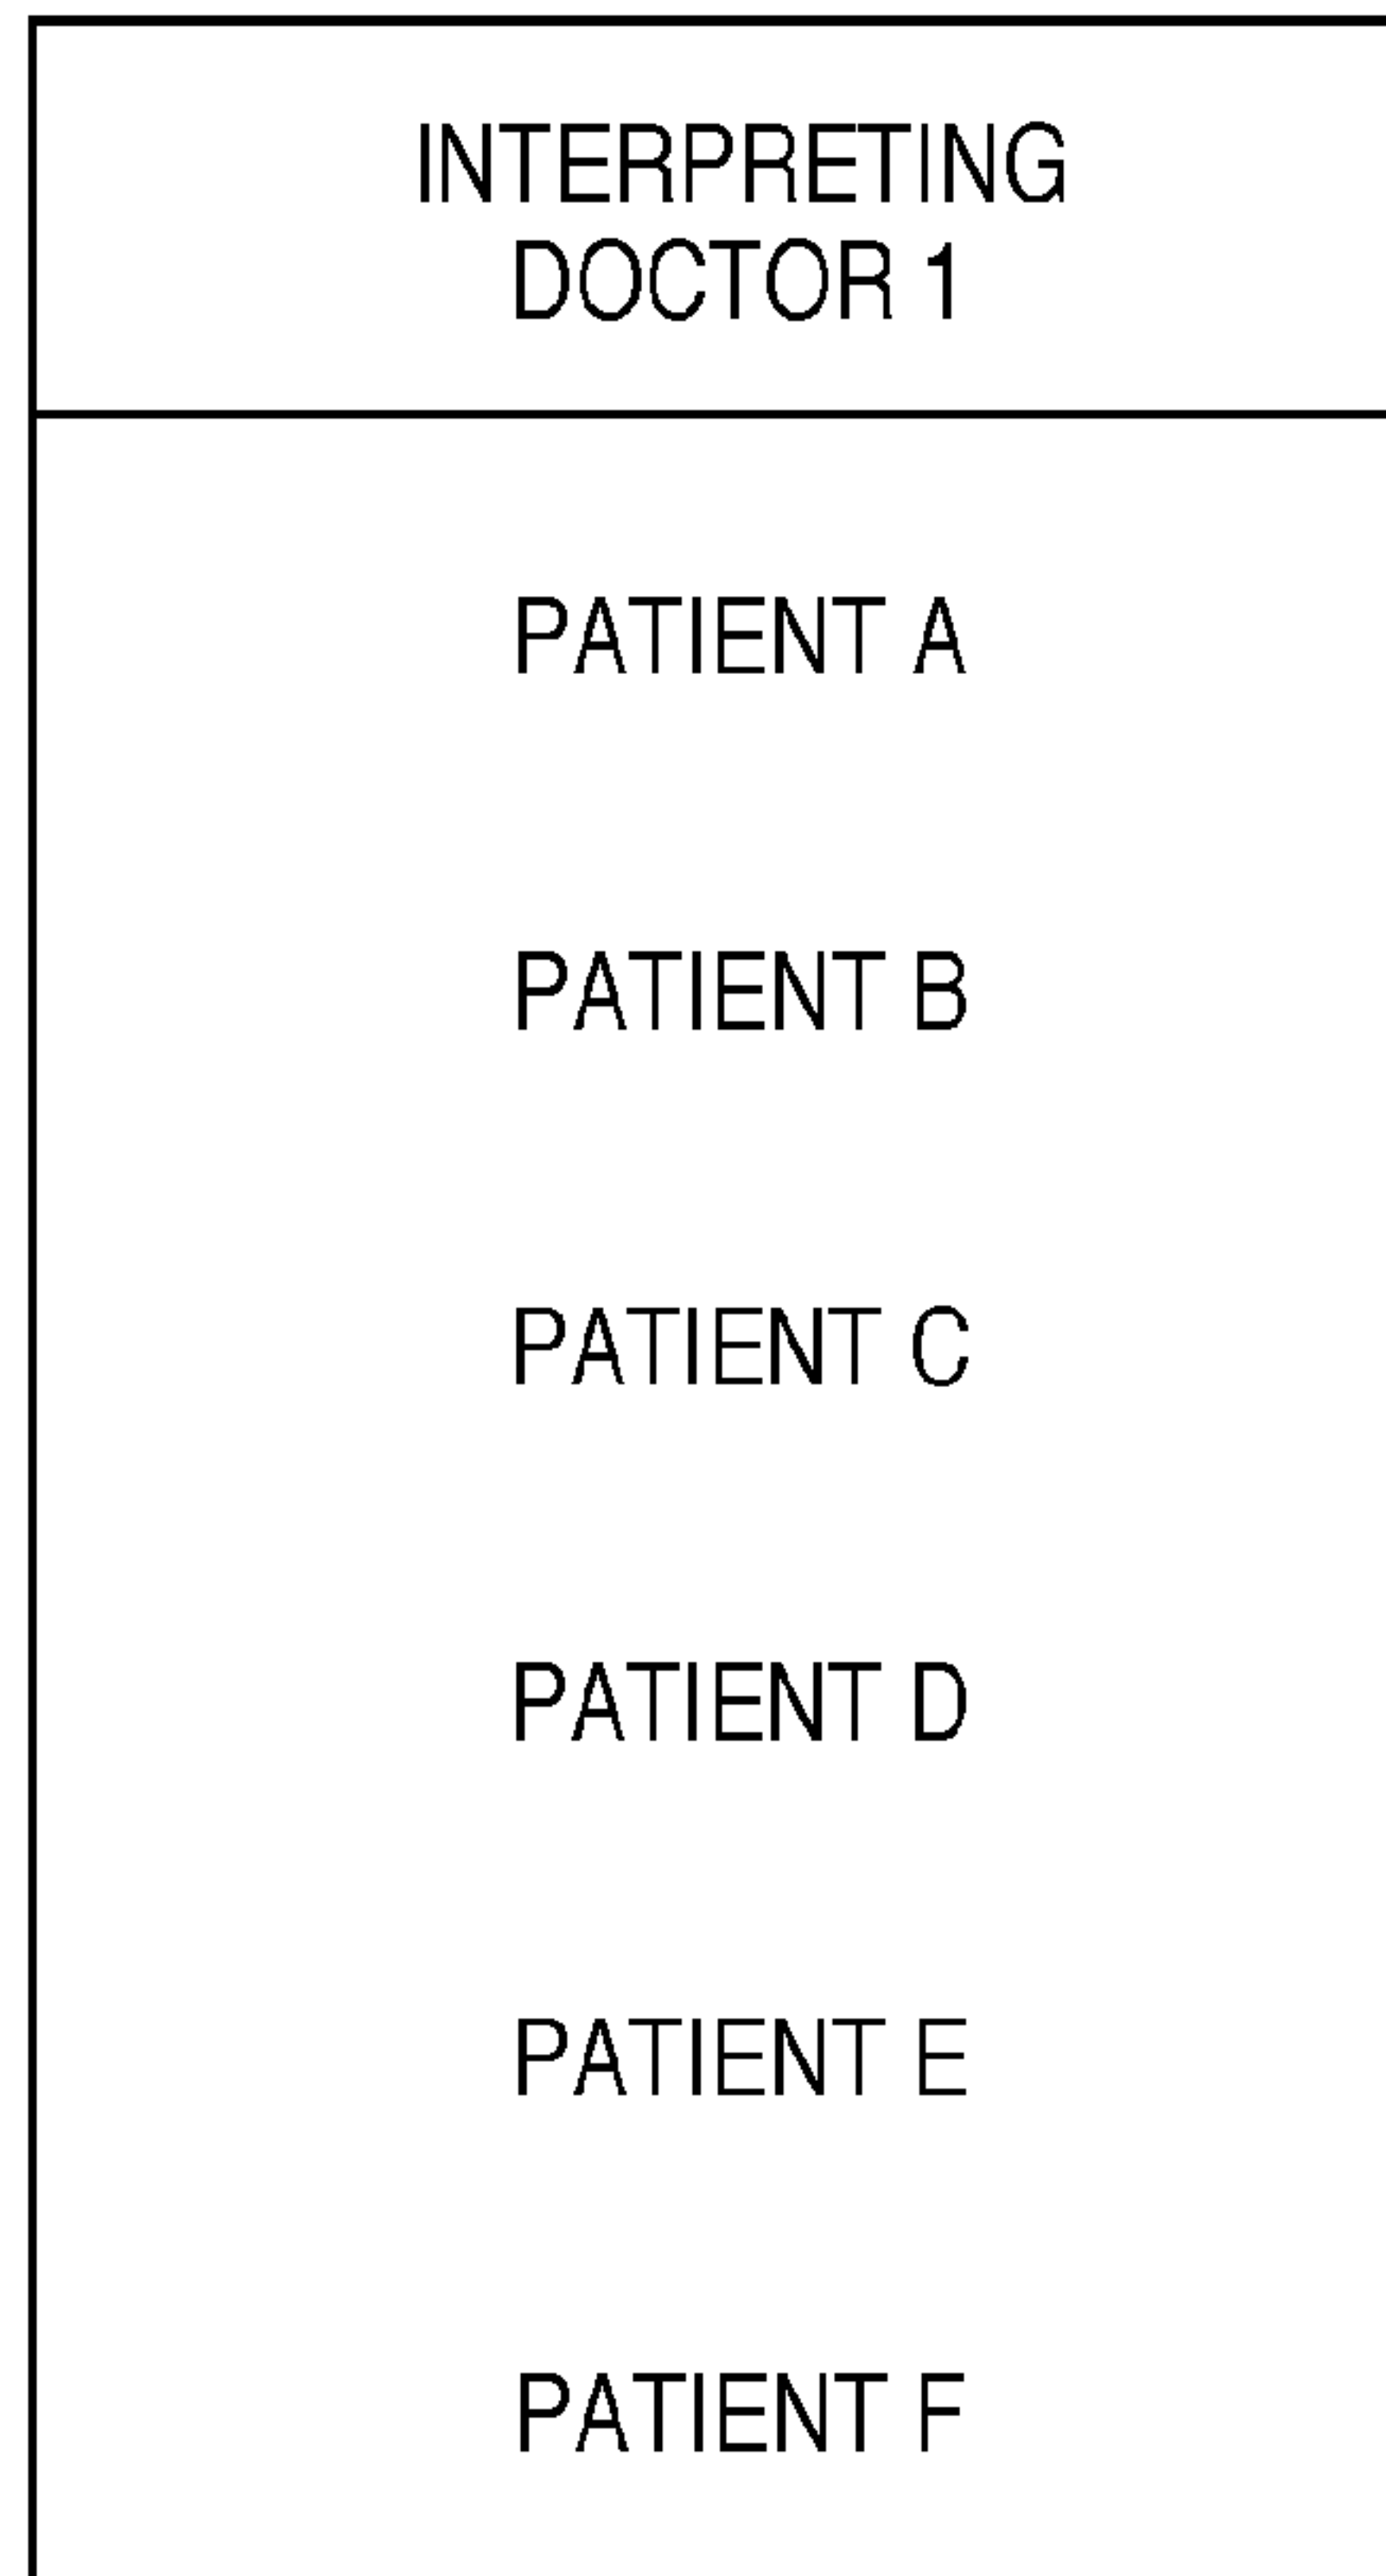 INTERPRETING
DOCTOR 1
PATIENT A
PATIENT B
PATIENT C
PATIENT D
PATIENT E
PATIENT F